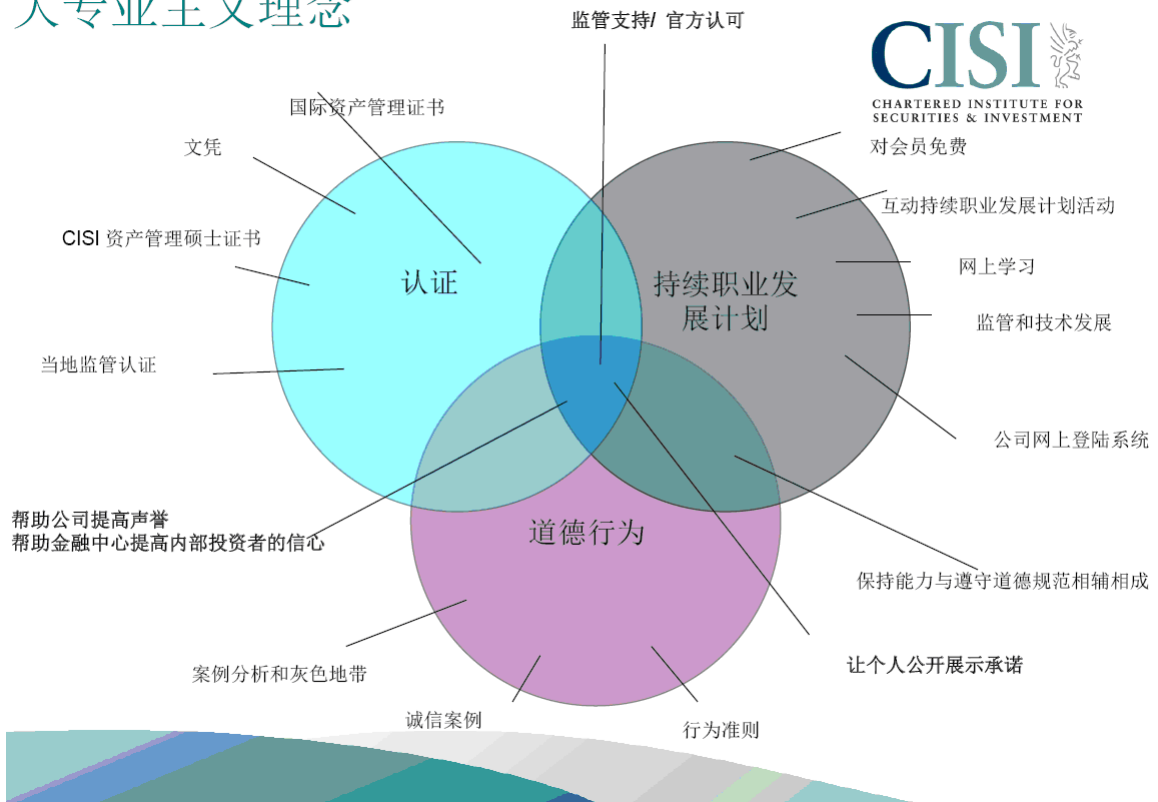 大专业主义理念
监管支持/ 官方认可
CISI
CHARTERED INSTITUTE FOR
SECURITIES & INVESTMENT
国际资产管理证书
文凭
对会员免费
互动持续职业发展计划活动
CISI 资产管理硕士证书
网上学习
认证
持续职业发
展计划
监管和技术发展
当地监管认证
公司网上登陆系统
帮助公司提高声誉
帮助金融中心提高内部投资者的信心
道德行为
保持能力与遵守道德规范相辅相成
让个人公开展示承诺
案例分析和灰色地带
诚信案例
行为准则